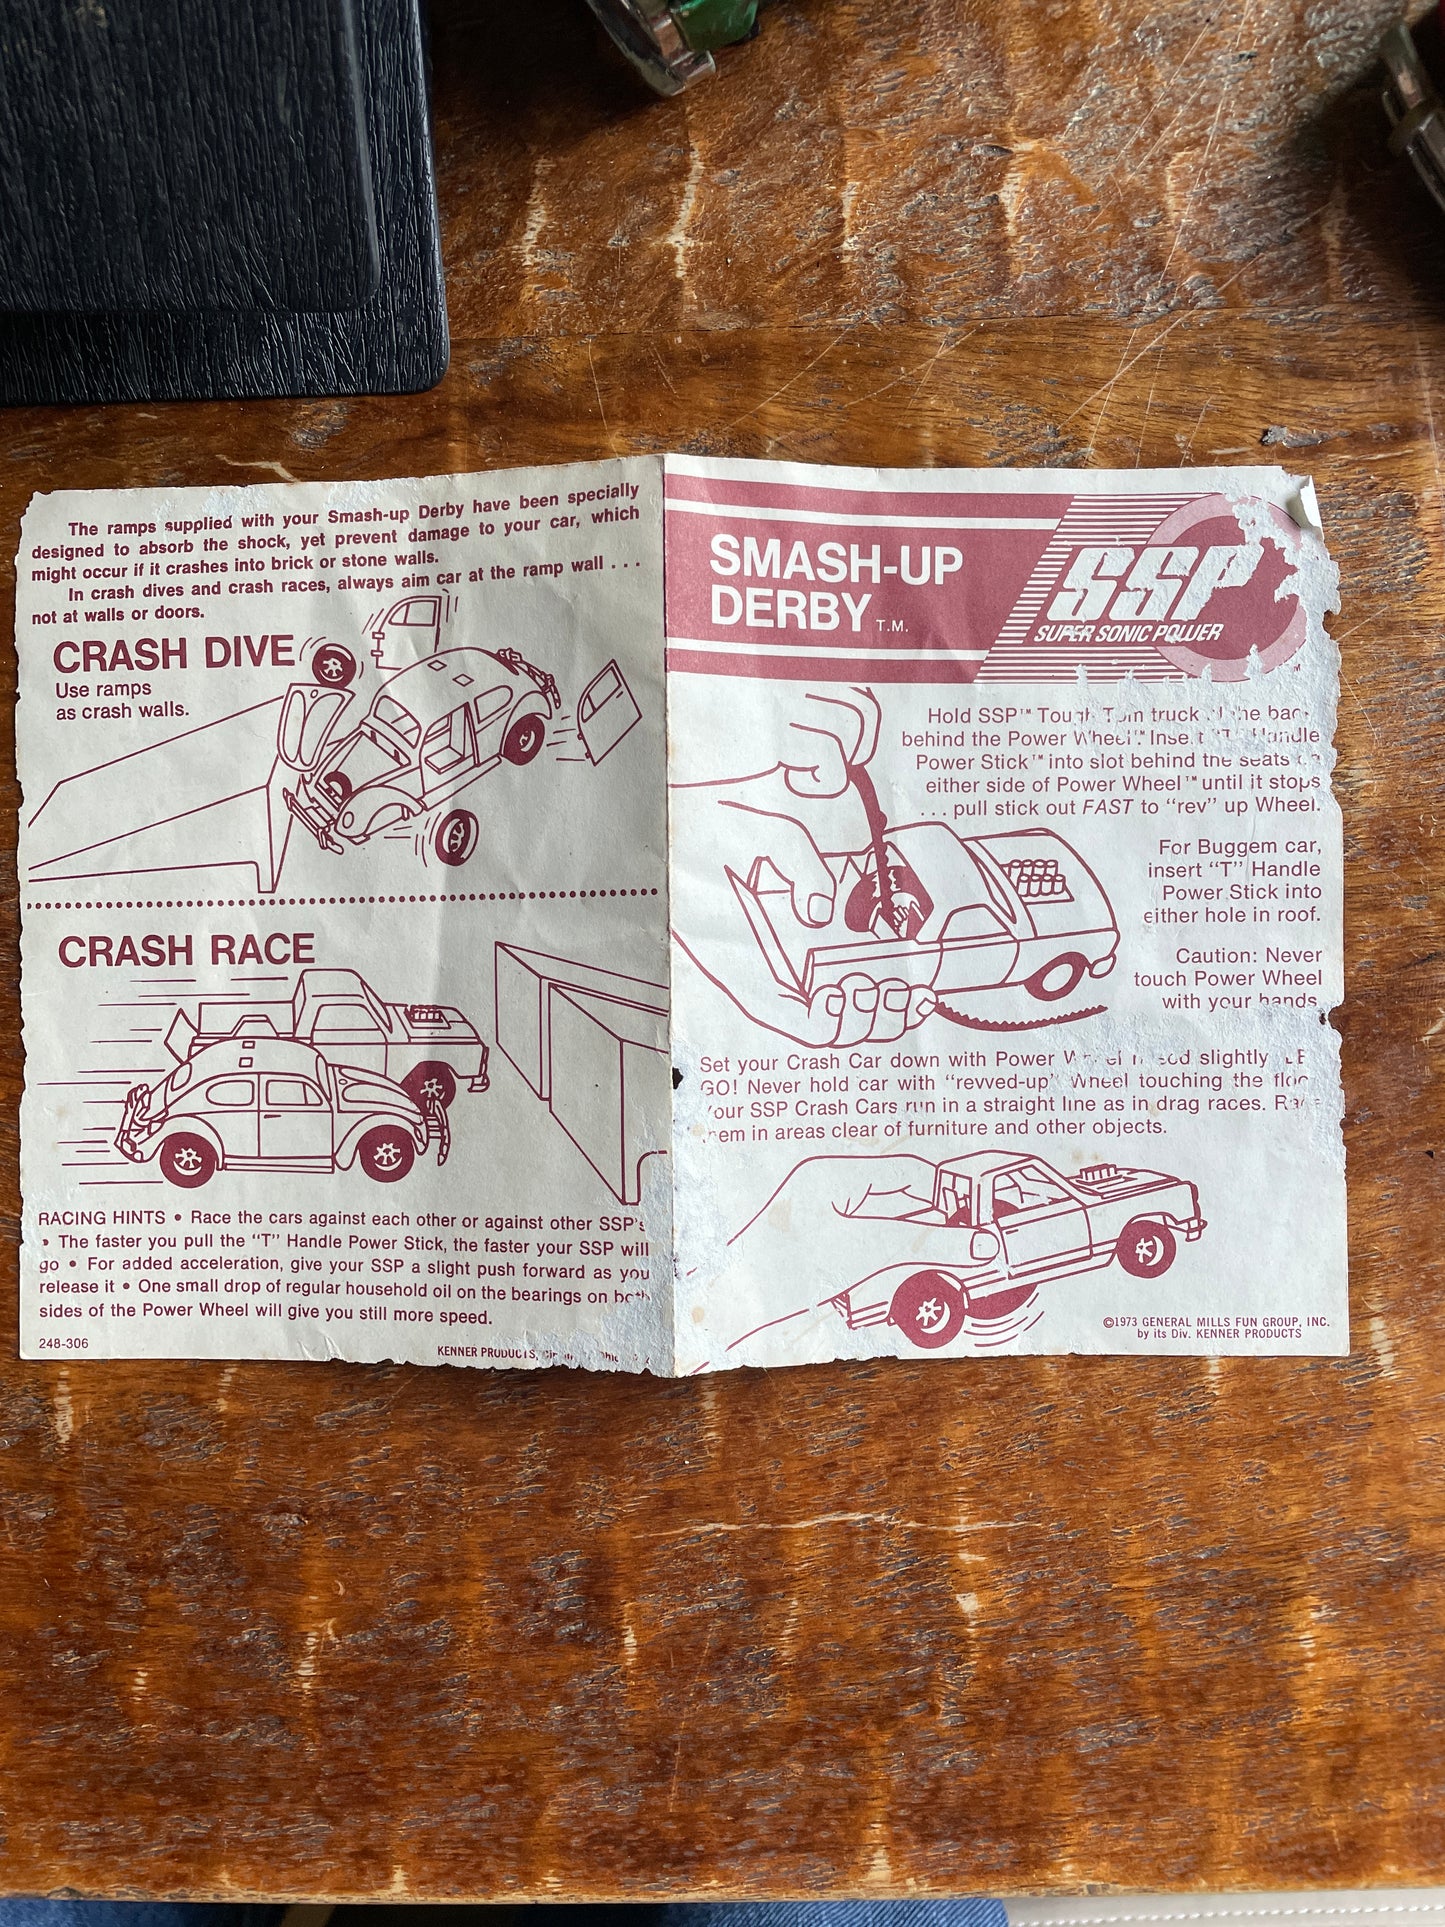 The ramps supplied with your Smash-up Derby have been specially
designed to absorb the shock, yet prevent damage to your car, which
might occur if it crashes into brick or stone walls.
In crash dives and crash races, always aim car at the ramp wall . . .
not at walls or doors.
CRASH DIVE
Use ramps
as crash walls.
CRASH RACE
RACING HINTS • Race the cars against each other or against other SSP's
• The faster you pull the "T" Handle Power Stick, the faster your SSP will
go • For added acceleration, give your SSP a slight push forward as you
release it • One small drop of regular household oil on the bearings on both
sides of the Power Wheel will give you still more speed.
248-306
KENNER PRODUCTS,
SMASH-UP
DERBY T.M.
SSP
SUPER SONIC POWER
Hold SSP™ Tough Tom truck the
behind the Power Wheel.™ Insert "T" Handle
Power Stick™ into slot behind the seats on
either side of Power Wheel™ until it stops
. . . pull stick out FAST to "rev" up Wheel.
For Buggem car,
insert "T" Handle
Power Stick into
either hole in roof.
Caution: Never
touch Power Wheel
with your hands.
Set your Crash Car down with Power slightly
GO! Never hold car with "revved-up" Wheel touching the
SSP Crash Cars run in a straight line as in drag races.
in areas clear of furniture and other objects.
©1973 GENERAL MILLS FUN GROUP, INC.
by its Div. KENNER PRODUCTS